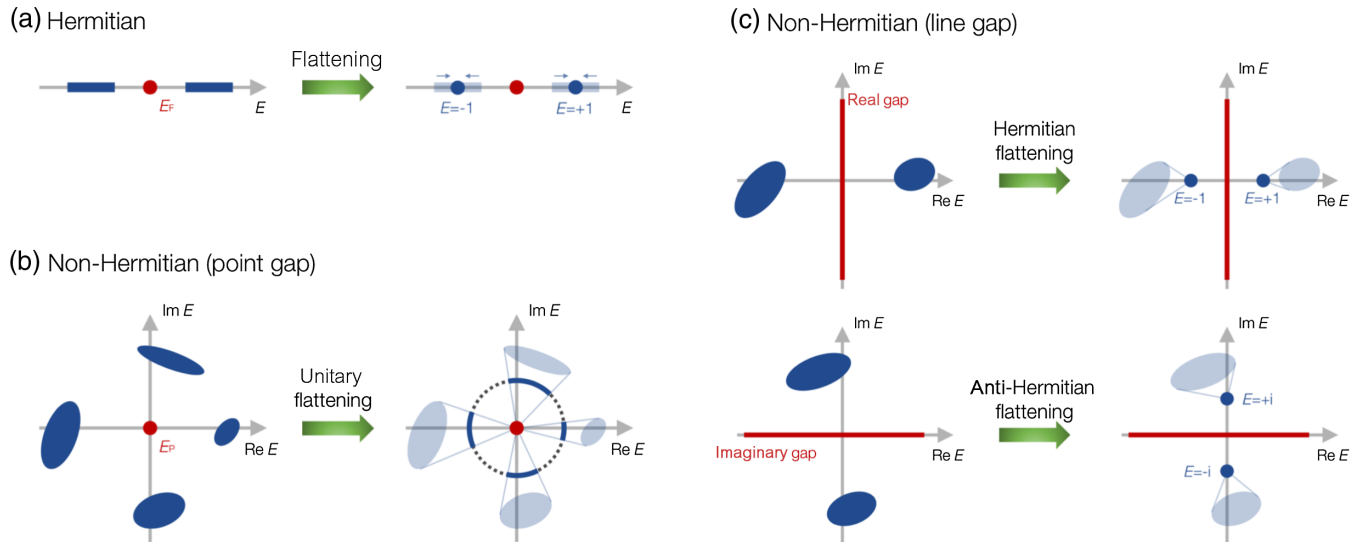 (a) Hermitian
Flattening
E_F
E
E=-1
E=+1
E
(b) Non-Hermitian (point gap)
Im E
E_P
Re E
Unitary
flattening
Im E
Re E
(c) Non-Hermitian (line gap)
Im E
Real gap
Re E
Hermitian
flattening
Im E
E=-1
E=+1
Re E
Im E
Imaginary gap
Re E
Anti-Hermitian
flattening
Im E
E=+i
E=-i
Re E